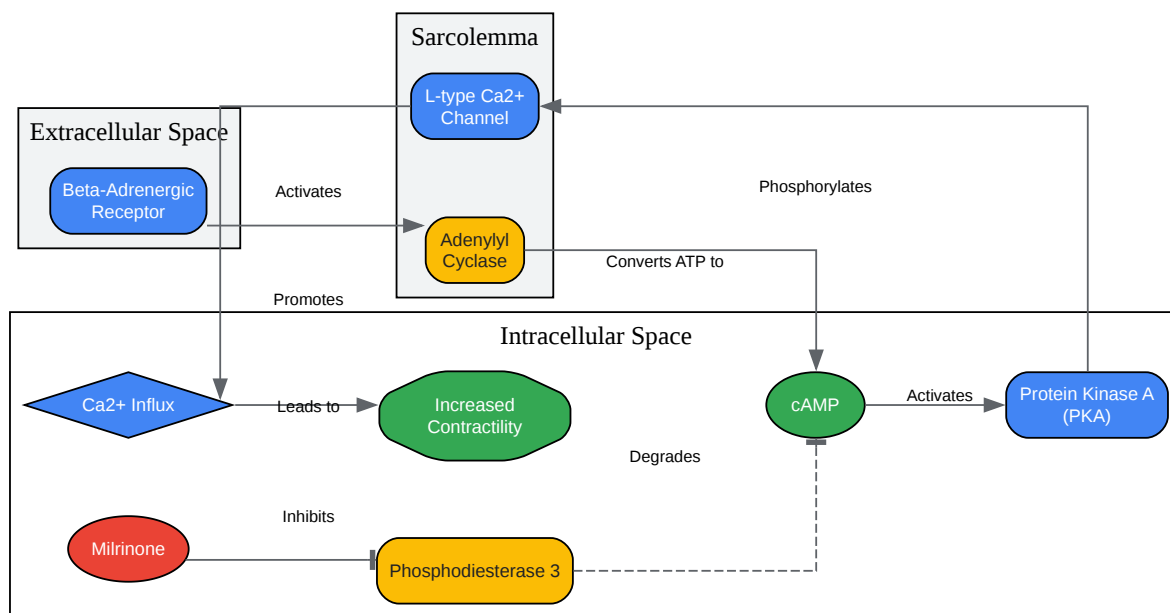 Sarcolemma
L-type Ca2+
Channel
Extracellular Space
Beta-Adrenergic
Receptor
Activates
Phosphorylates
Adenylyl
Cyclase
Converts ATP to
Promotes
Intracellular Space
Ca2+ Influx
Leads to
Increased
Contractility
cAMP
Activates
Protein Kinase A
(PKA)
Degrades
Inhibits
Milrinone
Phosphodiesterase 3